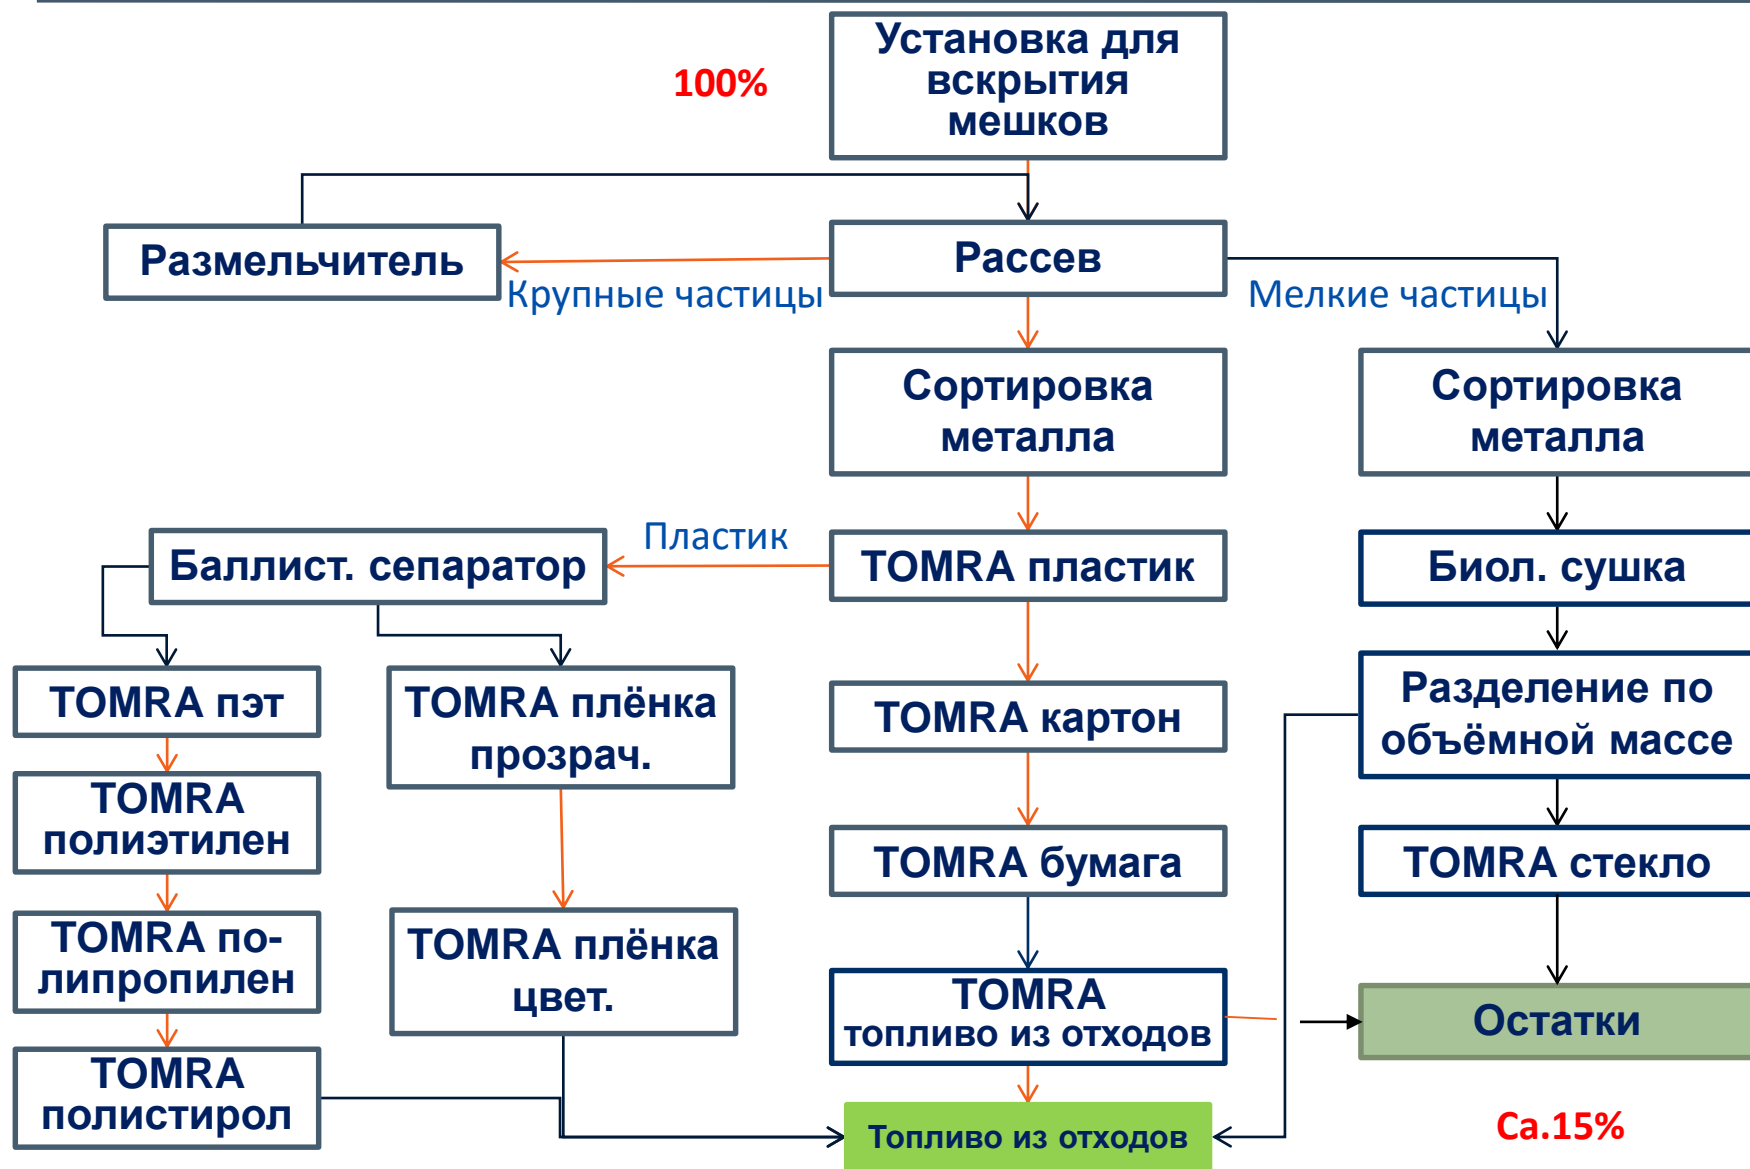 Установка для
вскрытия
мешков
100%
Размельчитель
Рассев
Крупные частицы
Мелкие частицы
Сортировка
металла
Сортировка
металла
Баллист. сепаратор
Пластик
TOMRA пластик
Биол. сушка
TOMRA пэт
TOMRA плёнка
прозрач.
TOMRA картон
Разделение по
объёмной массе
TOMRA
полиэтилен
TOMRA бумага
TOMRA стекло
TOMRA по-
липропилен
TOMRA плёнка
цвет.
TOMRA
топливо из отходов
Остатки
TOMRA
полистирол
Топливо из отходов
Ca.15%